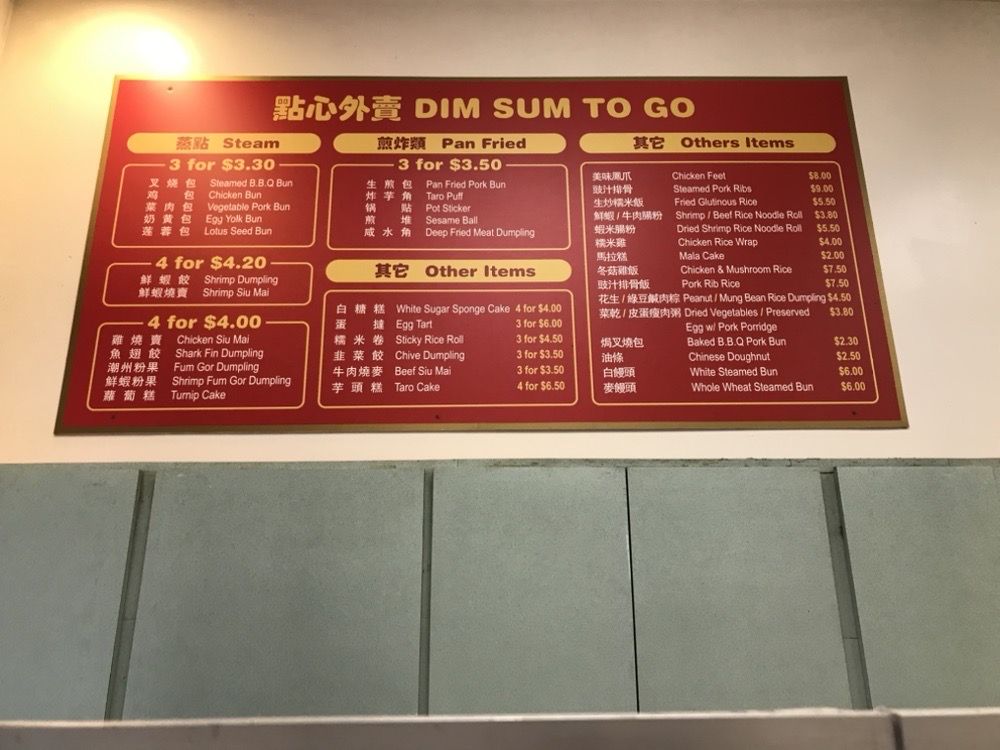 點心外賣 DIM SUM TO GO
蒸點 Steam
3 for $3.30
叉燒包 Steamed B.B.Q Bun
鸡包 Chicken Bun
菜肉包 Vegetable Pork Bun
奶黄包 Egg Yolk Bun
莲蓉包 Lotus Seed Bun
4 for $4.20
鮮蝦餃 Shrimp Dumpling
鮮蝦燒賣 Shrimp Siu Mai
4 for $4.00
雞燒賣 Chicken Siu Mai
魚翅餃 Shark Fin Dumpling
潮州粉果 Fum Gor Dumpling
鮮蝦粉果 Shrimp Fum Gor Dumpling
蘿蔔糕 Turnip Cake
煎炸類 Pan Fried
3 for $3.50
生煎包 Pan Fried Pork Bun
炸芋角 Taro Puff
锅點 Pot Sticker
煎堆 Sesame Ball
咸水角 Deep Fried Meat Dumpling
其它 Other Items
白糖糕 White Sugar Sponge Cake 4 for $4.00
蛋撻 Egg Tart 3 for $6.00
糯米卷 Sticky Rice Roll 3 for $4.50
韭菜餃 Chive Dumpling 3 for $3.50
牛肉燒麥 Beef Siu Mai 3 for $3.50
芋頭糕 Taro Cake 4 for $6.50
其它 Others Items
美味鳳爪 Chicken Feet $8.00
豉汁排骨 Steamed Pork Ribs $9.00
生炒糯米飯 Fried Glutinous Rice $5.50
鮮蝦/牛肉腸粉 Shrimp / Beef Rice Noodle Roll $3.80
蝦米腸粉 Dried Shrimp Rice Noodle Roll $5.50
糯米雞 Chicken Rice Wrap $4.00
馬拉糕 Mala Cake $2.00
冬菇雞飯 Chicken & Mushroom Rice $7.50
豉汁排骨飯 Pork Rib Rice $7.50
花生/綠豆鹹肉粽 Peanut / Mung Bean Rice Dumpling $4.50
菜乾/皮蛋瘦肉粥 Dried Vegetables / Preserved $3.80
Egg w/ Pork Porridge
焗叉燒包 Baked B.B.Q Pork Bun $2.30
油條 Chinese Doughnut $2.50
白饅頭 White Steamed Bun $6.00
麥饅頭 Whole Wheat Steamed Bun $6.00